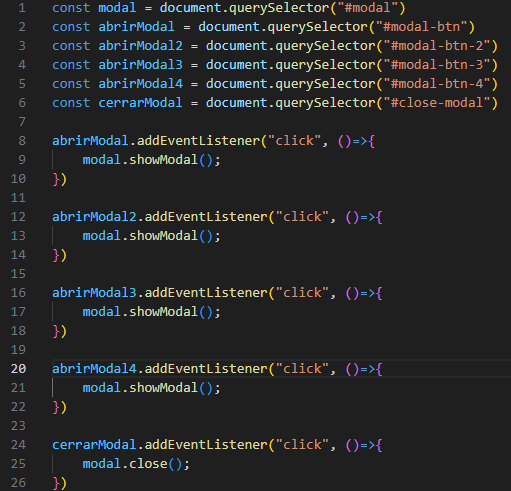 1 const modal = document.querySelector("#modal")
2 const abrirModal = document.querySelector("#modal-btn")
3 const abrirModal2 = document.querySelector("#modal-btn-2")
4 const abrirModal3 = document.querySelector("#modal-btn-3")
5 const abrirModal4 = document.querySelector("#modal-btn-4")
6 const cerrarModal = document.querySelector("#close-modal")
7
8 abrirModal.addEventListener("click", ()=>{
9     modal.showModal();
10 })
11
12 abrirModal2.addEventListener("click", ()=>{
13     modal.showModal();
14 })
15
16 abrirModal3.addEventListener("click", ()=>{
17     modal.showModal();
18 })
19
20 abrirModal4.addEventListener("click", ()=>{
21     modal.showModal();
22 })
23
24 cerrarModal.addEventListener("click", ()=>{
25     modal.close();
26 })